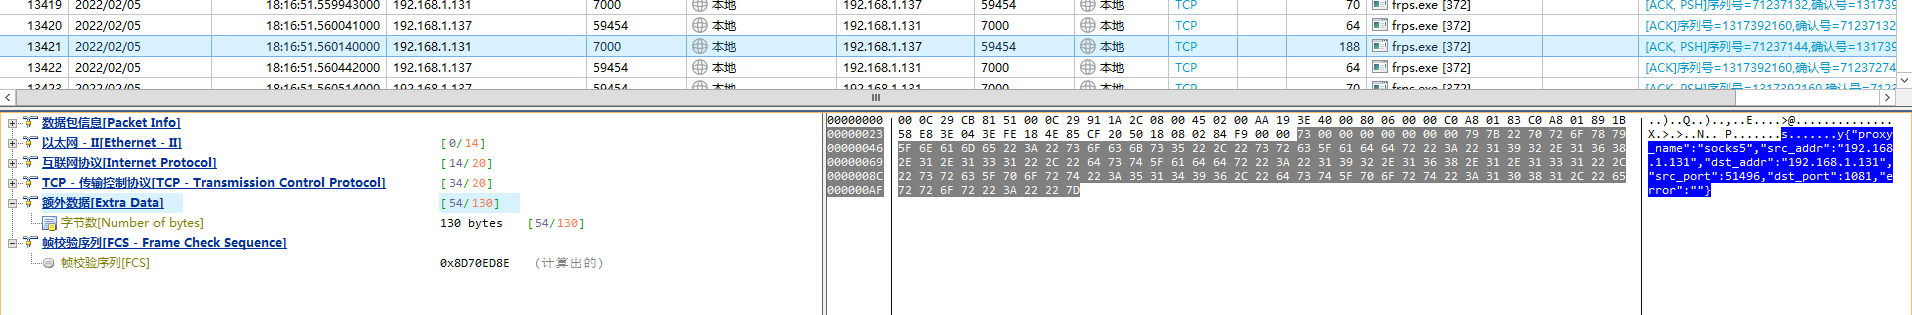 13419 2022/02/05 18:16:51.559943000 192.168.1.131 7000 本地 192.168.1.137 59454 本地 TCP 70 frps.exe [372] [ACK, PSH]序列号=71237132,确认号=131739
13420 2022/02/05 18:16:51.560041000 192.168.1.137 59454 本地 192.168.1.131 7000 本地 TCP 64 frps.exe [372] [ACK]序列号=1317392160,确认号=71237132
13421 2022/02/05 18:16:51.560140000 192.168.1.131 7000 本地 192.168.1.137 59454 本地 TCP 188 frps.exe [372] [ACK, PSH]序列号=71237144,确认号=131739
13422 2022/02/05 18:16:51.560442000 192.168.1.137 59454 本地 192.168.1.131 7000 本地 TCP 64 frps.exe [372] [ACK]序列号=1317392160,确认号=71237274
13423 2022/02/05 18:16:51.560514000 192.168.1.137 59454 本地 192.168.1.131 7000 本地 TCP 70 frps.exe [372]
数据包信息[Packet Info]
以太网 - II[Ethernet - II] [0/14]
互联网协议[Internet Protocol] [14/20]
TCP - 传输控制协议[TCP - Transmission Control Protocol] [34/20]
额外数据[Extra Data] [54/130]
字节数[Number of bytes] 130 bytes [54/130]
帧校验序列[FCS - Frame Check Sequence]
帧校验序列[FCS] 0x8D70ED8E (计算出的)
00000000 00 0C 29 CB 81 51 00 0C 29 91 1A 2C 08 00 45 02 00 AA 19 3E 40 00 80 06 00 00 C0 A8 01 83 C0 A8 01 89 1B ..)..Q..)..,..E....>@..............
00000023 58 E8 3E 04 3E FE 18 4E 85 CF 20 50 18 08 02 84 F9 00 00 73 00 00 00 00 00 00 00 79 7B 22 70 72 6F 78 79 X.>.>..N.. P.......s.......y{"proxy
00000046 5F 6E 61 6D 65 22 3A 22 73 6F 63 6B 73 35 22 2C 22 73 72 63 5F 61 64 64 72 22 3A 22 31 39 32 2E 31 36 38 _name":"socks5","src_addr":"192.168
00000069 2E 31 2E 31 33 31 22 2C 22 64 73 74 5F 61 64 64 72 22 3A 22 31 39 32 2E 31 36 38 2E 31 2E 31 33 31 22 2C .1.131","dst_addr":"192.168.1.131",
0000008C 22 73 72 63 5F 70 6F 72 74 22 3A 35 31 34 39 36 2C 22 64 73 74 5F 70 6F 72 74 22 3A 31 30 38 31 2C 22 65 "src_port":51496,"dst_port":1081,"e
000000AF 72 72 6F 72 22 3A 22 22 7D rror":""}